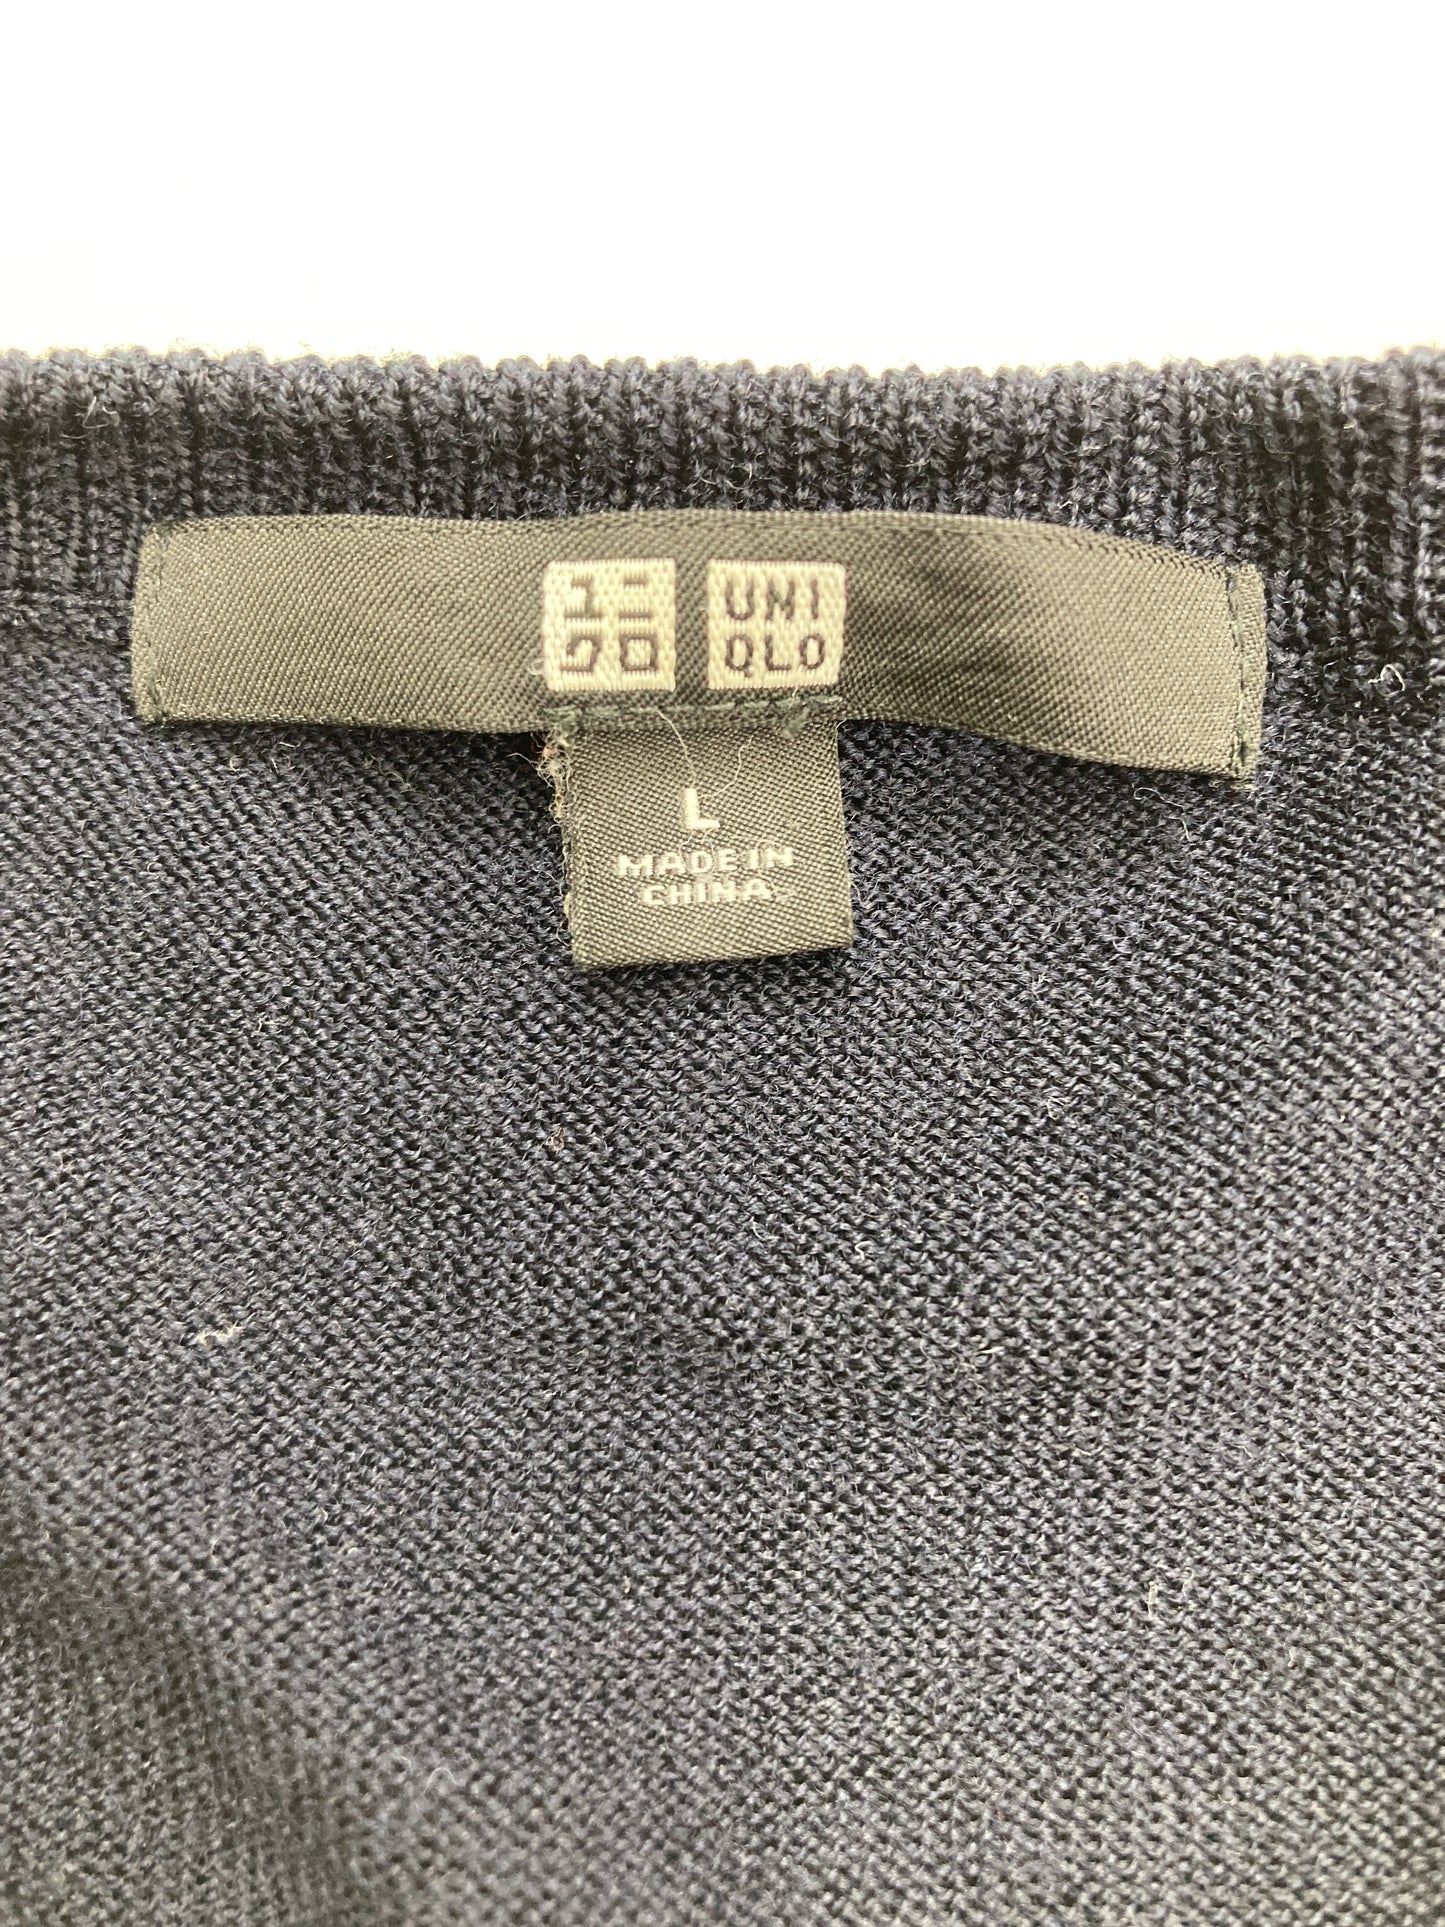 ユニ
クロ
UNI
QLO
L
MADE IN
CHINA